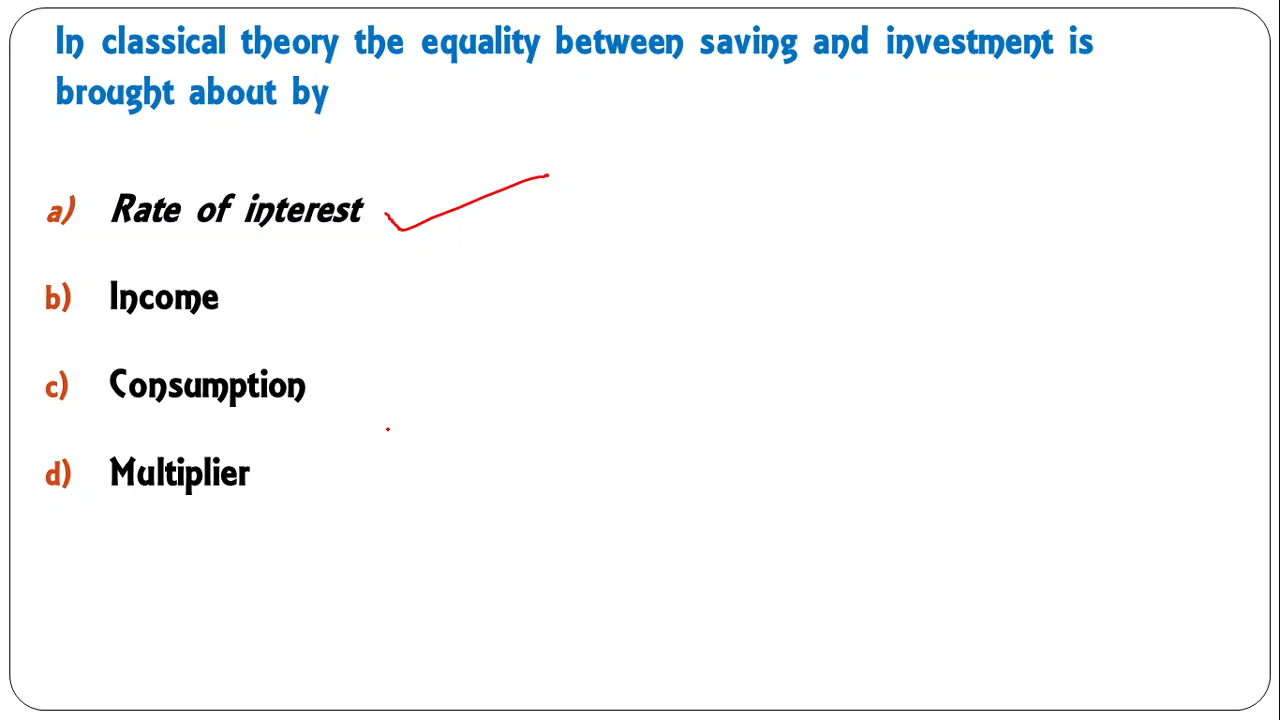 In classical theory the equality between saving and investment is
brought about by
a) Rate of interest
b) Income
c) Consumption
d) Multiplier